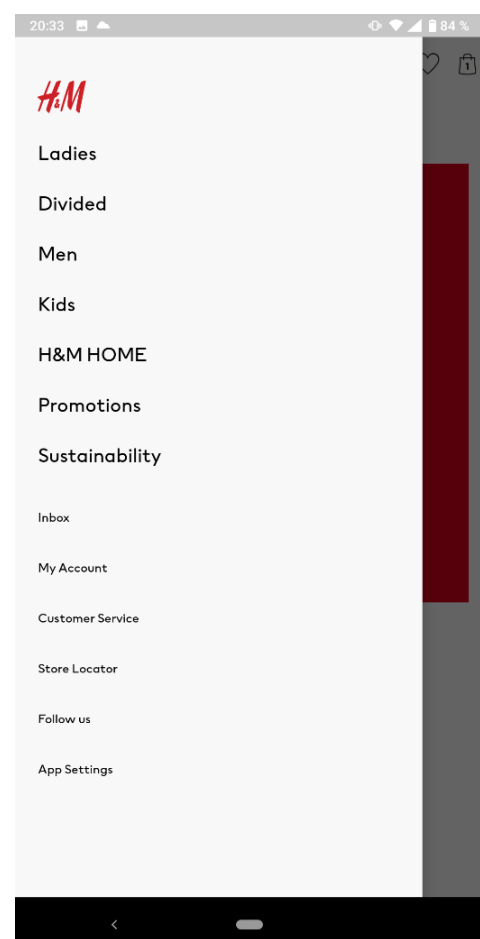 20:33
84 %
1
H&M
Ladies
Divided
Men
Kids
H&M HOME
Promotions
Sustainability
Inbox
My Account
Customer Service
Store Locator
Follow us
App Settings